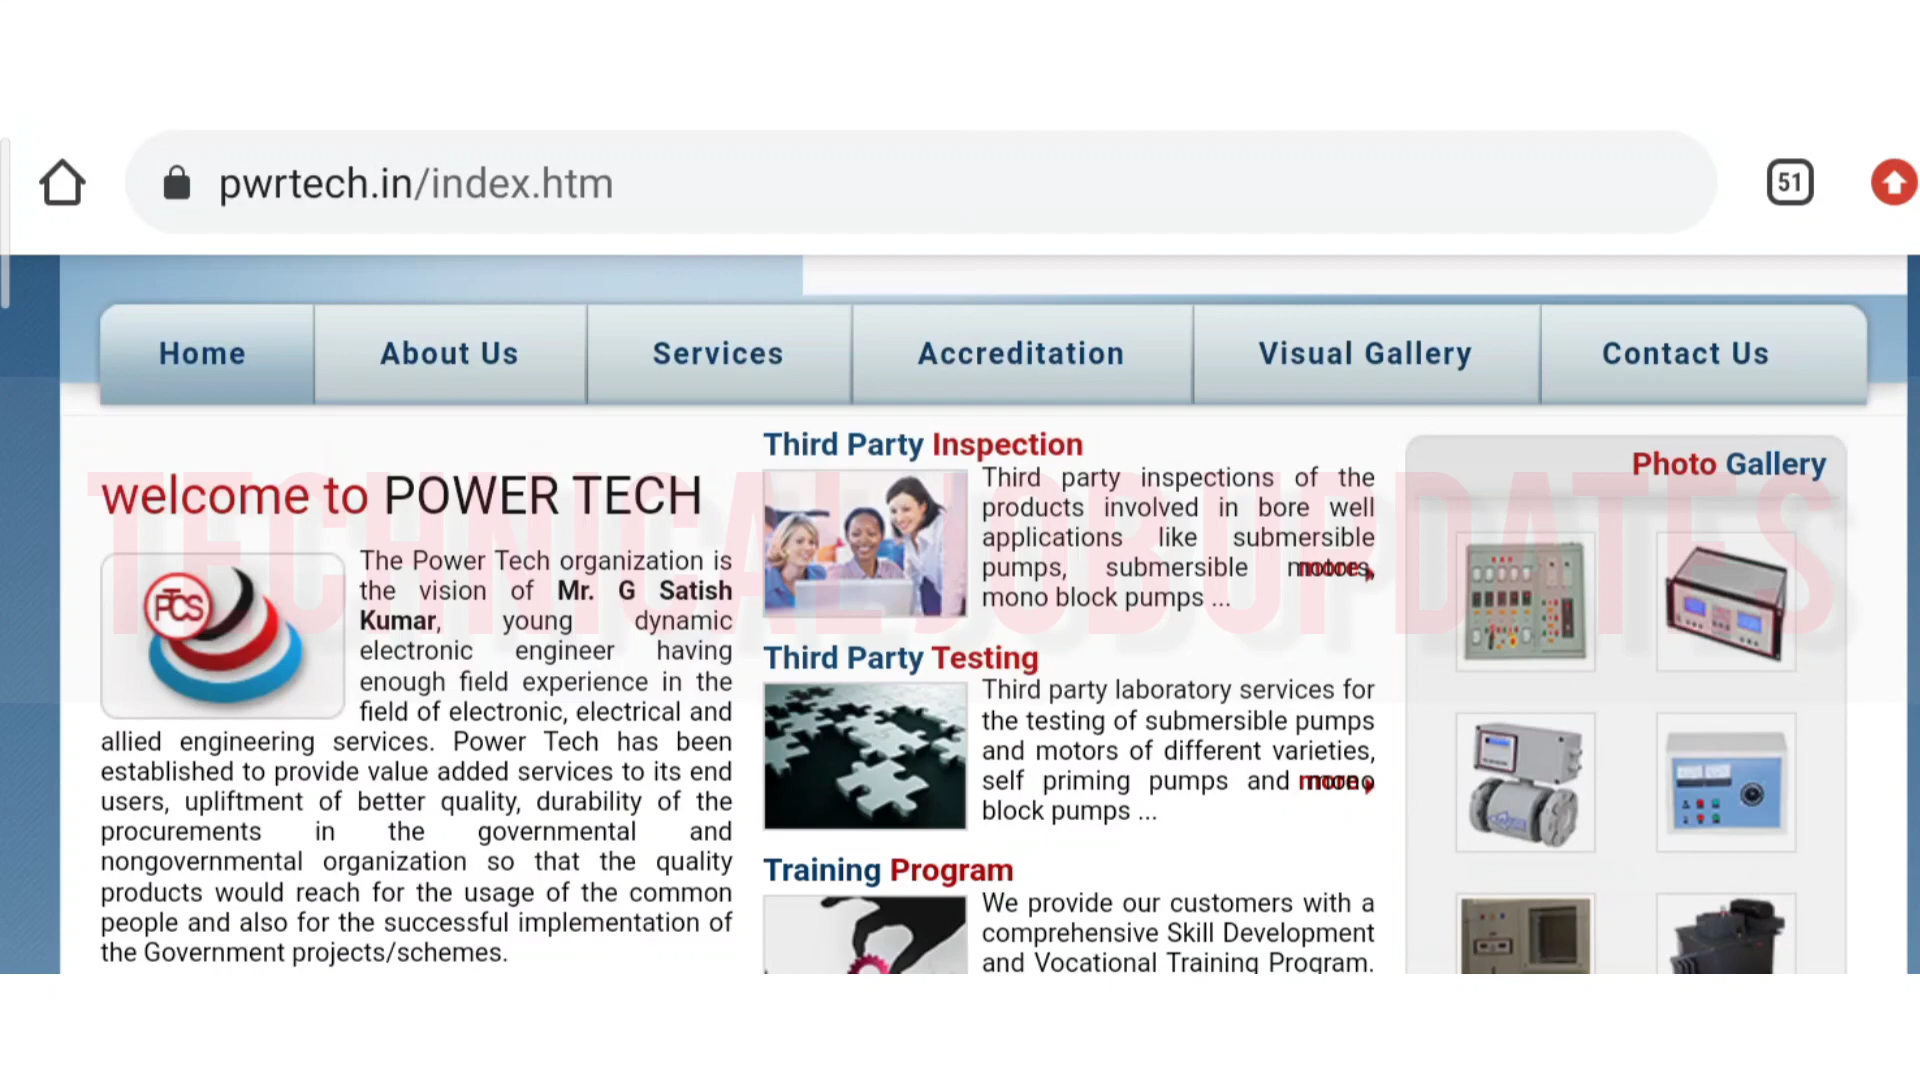 pwrtech.in/index.htm
51
Home
About Us
Services
Accreditation
Visual Gallery
Contact Us
welcome to POWER TECH
PTCS
The Power Tech organization is
the vision of Mr. G Satish
Kumar, young dynamic
electronic engineer having
enough field experience in the
field of electronic, electrical and
allied engineering services. Power Tech has been
established to provide value added services to its end
users, upliftment of better quality, durability of the
procurements in the governmental and
nongovernmental organization so that the quality
products would reach for the usage of the common
people and also for the successful implementation of
the Government projects/schemes.
Third Party Inspection
Third party inspections of the
products involved in bore well
applications like submersible
pumps, submersible motors,
more
mono block pumps ...
Third Party Testing
Third party laboratory services for
the testing of submersible pumps
and motors of different varieties,
self priming pumps and mono
more
block pumps ...
Training Program
We provide our customers with a
comprehensive Skill Development
and Vocational Training Program.
Photo Gallery
TECHNICAL JOBUPDATES